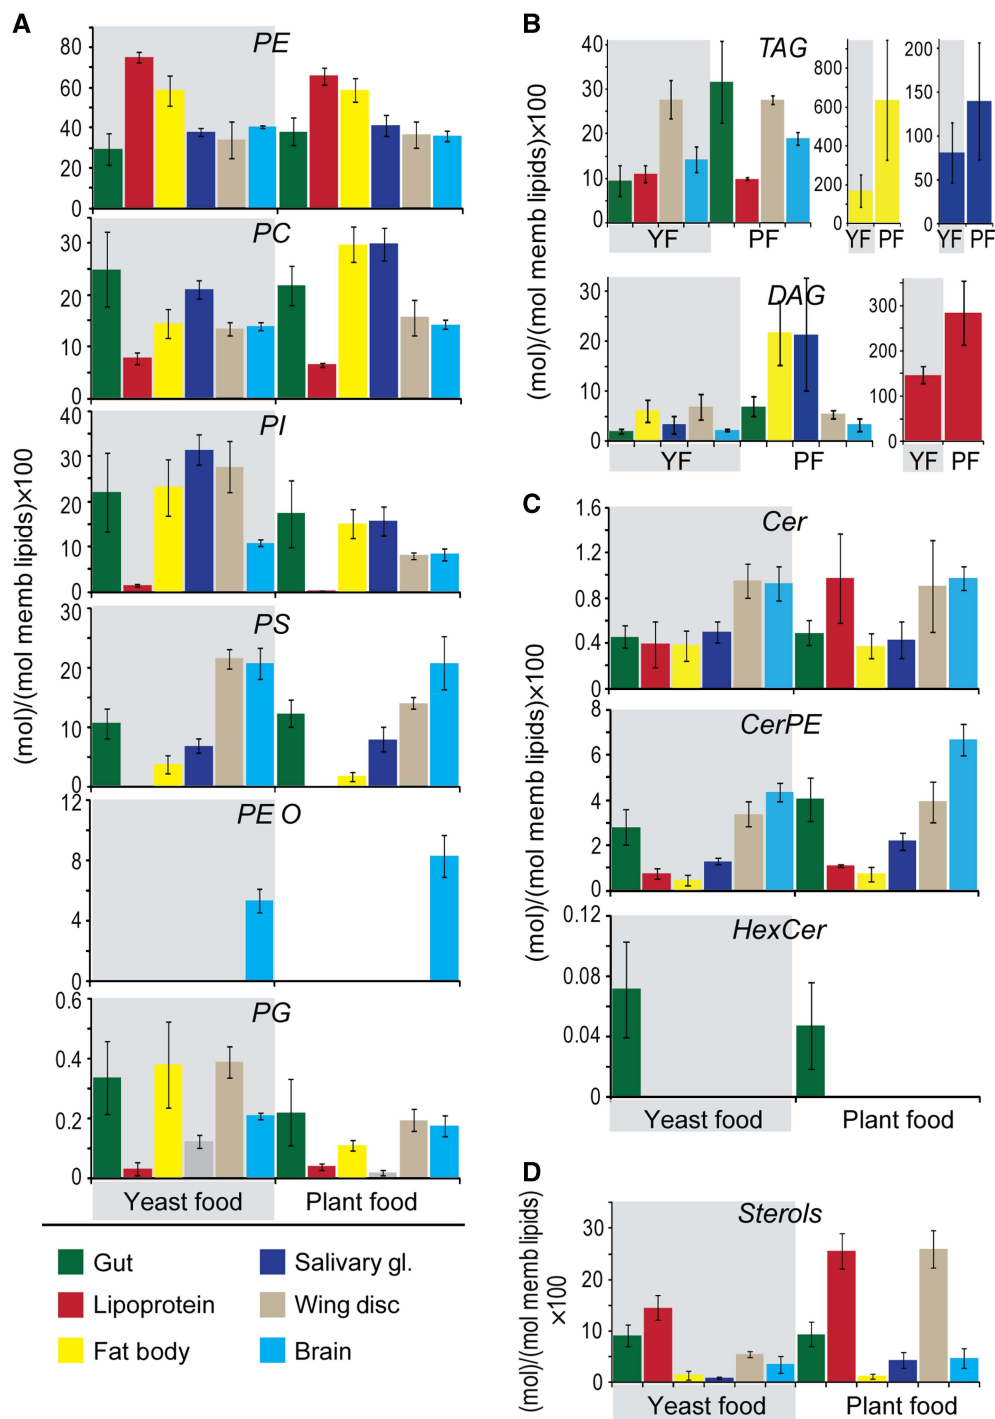 A
PE
80
60
40
20
0
PC
30
20
10
0
PI
40
30
20
10
0
PS
30
20
10
0
PE O
12
8
4
0
PG
0.6
0.4
0.2
0
(mol)/(mol memb lipids)×100
Yeast food
Plant food
Gut
Salivary gl.
Lipoprotein
Wing disc
Fat body
Brain
B
TAG
40
30
20
10
0
YF
PF
800
600
400
200
0
YF PF
200
150
100
50
0
YF PF
DAG
30
20
10
0
YF
PF
300
200
100
100
0
YF PF
(mol)/(mol memb lipids)×100
C
Cer
1.6
1.2
0.8
0.4
0
CerPE
8
6
4
2
0
HexCer
0.12
0.08
0.04
0
(mol)/(mol memb lipids)×100
Yeast food
Plant food
D
Sterols
30
20
10
0
(mol)/(mol memb lipids)
×100
Yeast food
Plant food